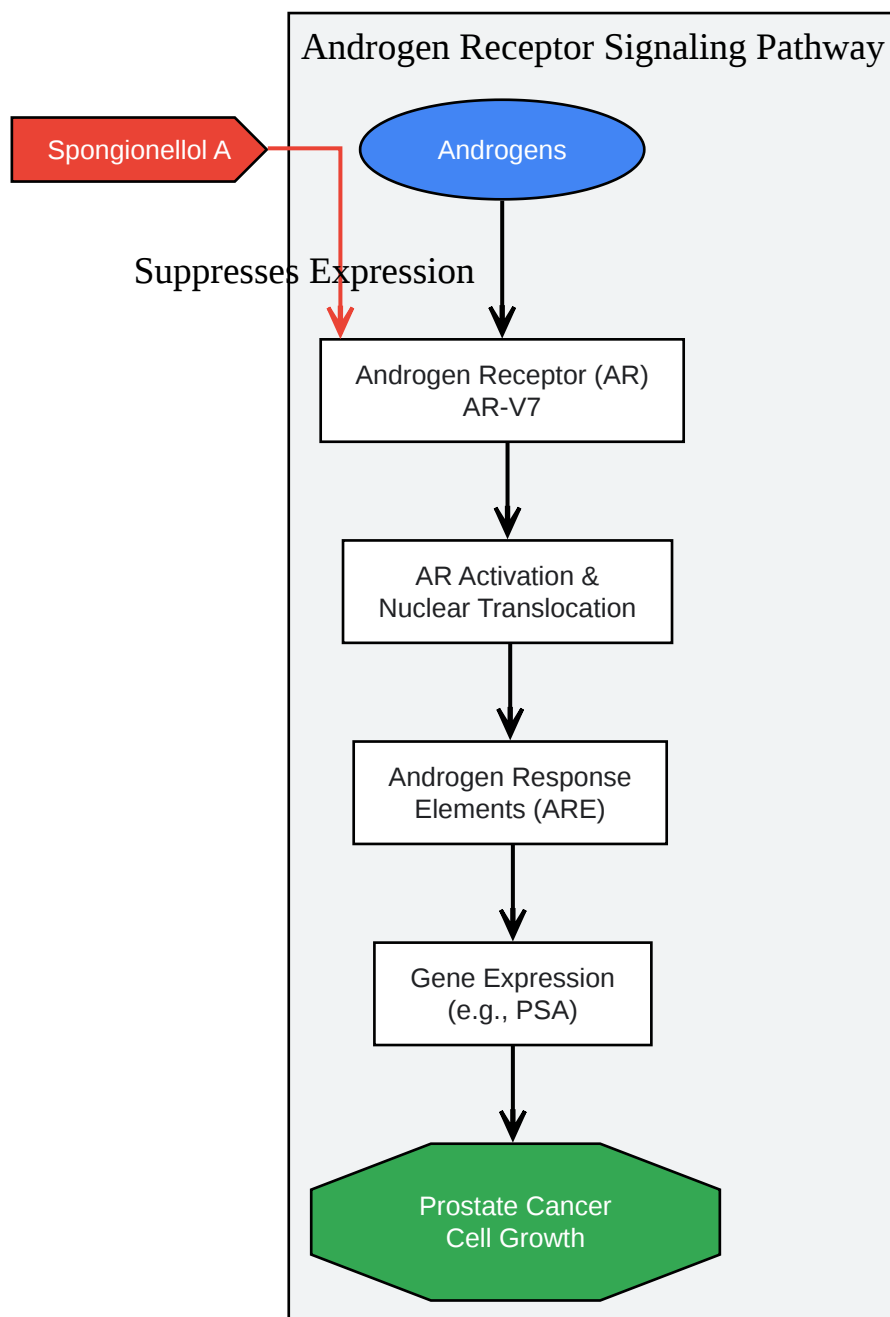 Androgen Receptor Signaling Pathway
Spongionellol A
Androgens
Suppresses Expression
Androgen Receptor (AR)
AR-V7
AR Activation &
Nuclear Translocation
Androgen Response
Elements (ARE)
Gene Expression
(e.g., PSA)
Prostate Cancer
Cell Growth